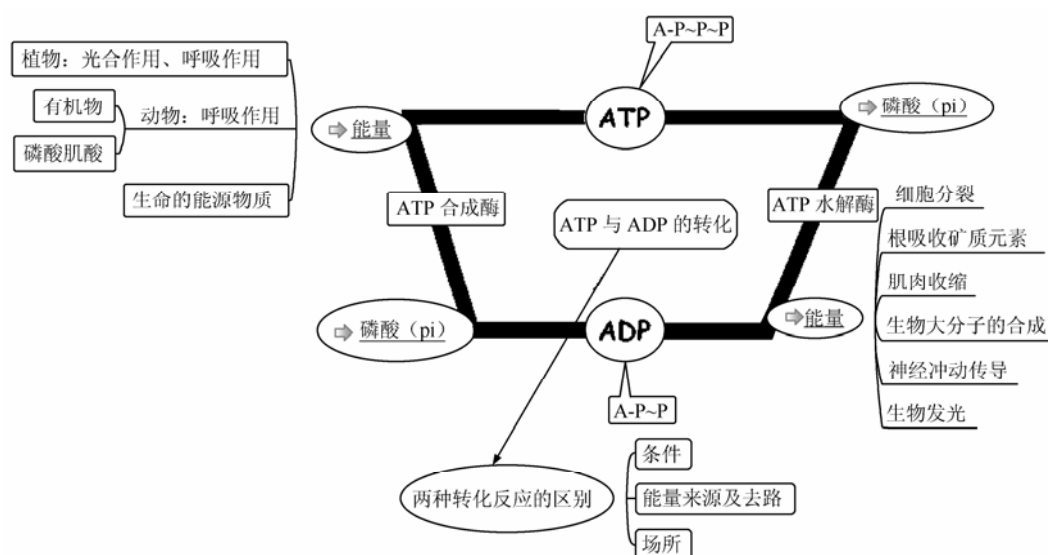 A-P~P~P
植物：光合作用、呼吸作用
有机物
动物：呼吸作用
磷酸肌酸
生命的能源物质
能量
ATP
磷酸（pi）
ATP 合成酶
ATP 与 ADP 的转化
ATP 水解酶
细胞分裂
根吸收矿质元素
肌肉收缩
生物大分子的合成
神经冲动传导
生物发光
磷酸（pi）
ADP
能量
A-P~P
两种转化反应的区别
条件
能量来源及去路
场所